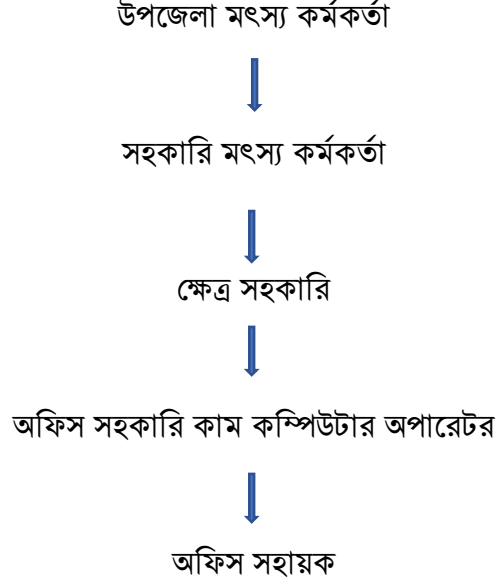 উপজেলা মৎস্য কর্মকর্তা
সহকারি মৎস্য কর্মকর্তা
ক্ষেত্র সহকারি
অফিস সহকারি কাম কম্পিউটার অপারেটর
অফিস সহায়ক